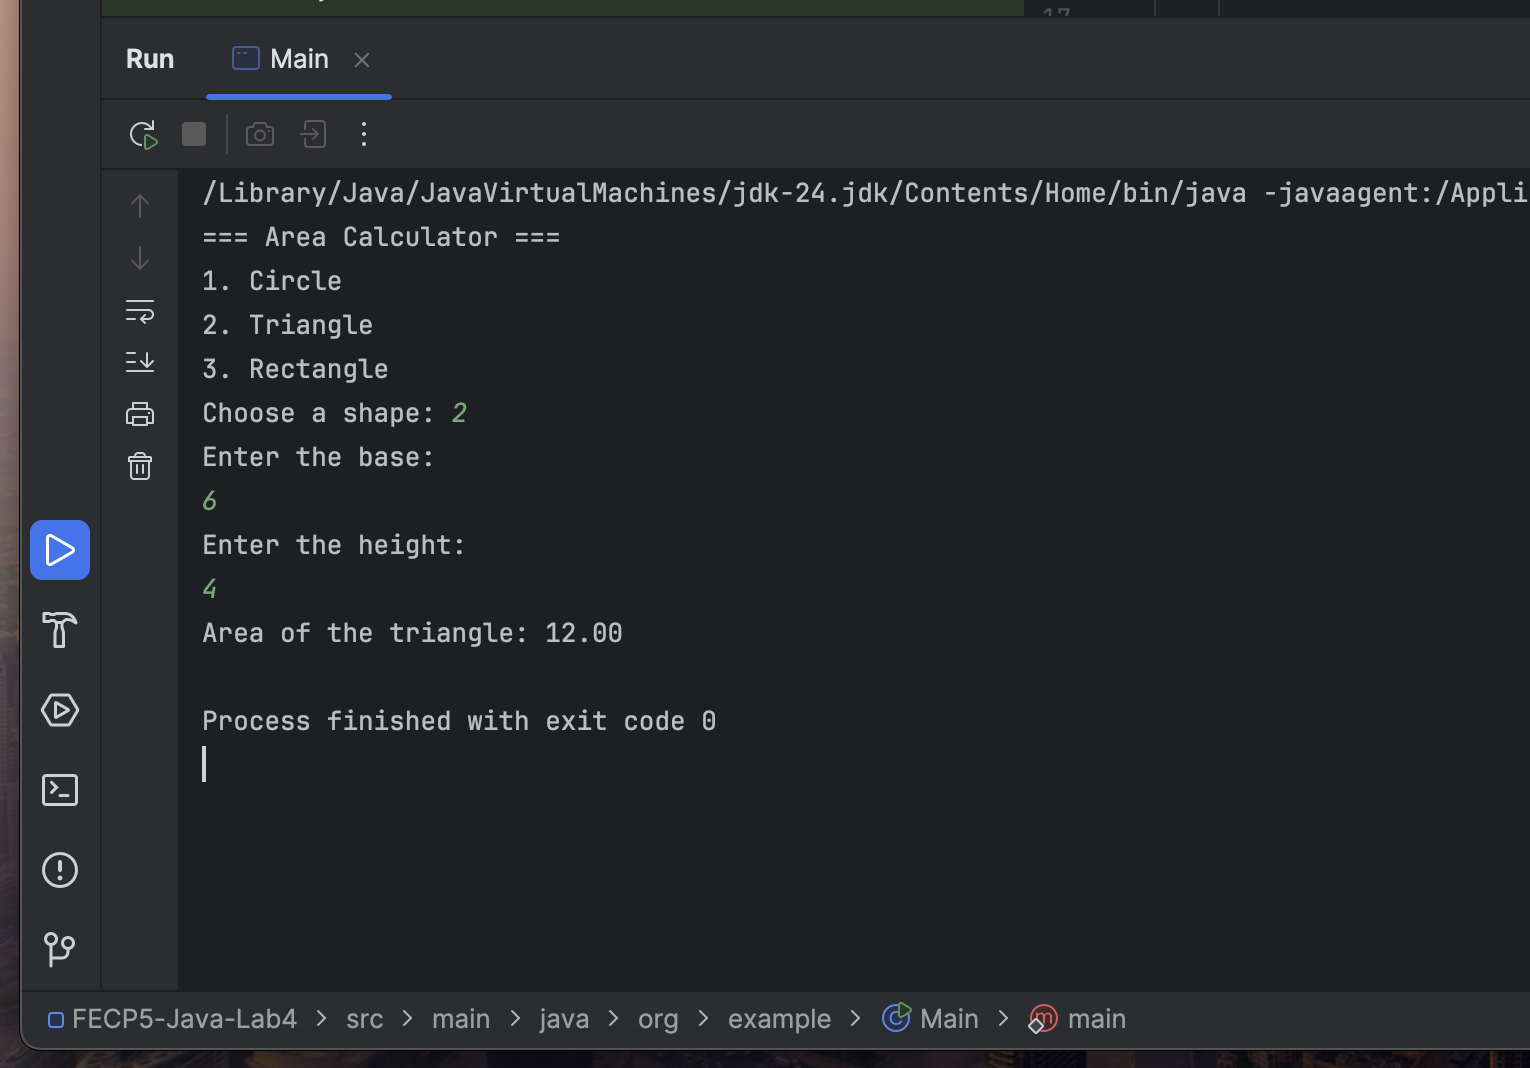 Run Main
/Library/Java/JavaVirtualMachines/jdk-24.jdk/Contents/Home/bin/java -javaagent:/Appli
=== Area Calculator ===
1. Circle
2. Triangle
3. Rectangle
Choose a shape: 2
Enter the base:
6
Enter the height:
4
Area of the triangle: 12.00
Process finished with exit code 0
FECP5-Java-Lab4 > src > main > java > org > example > Main > main